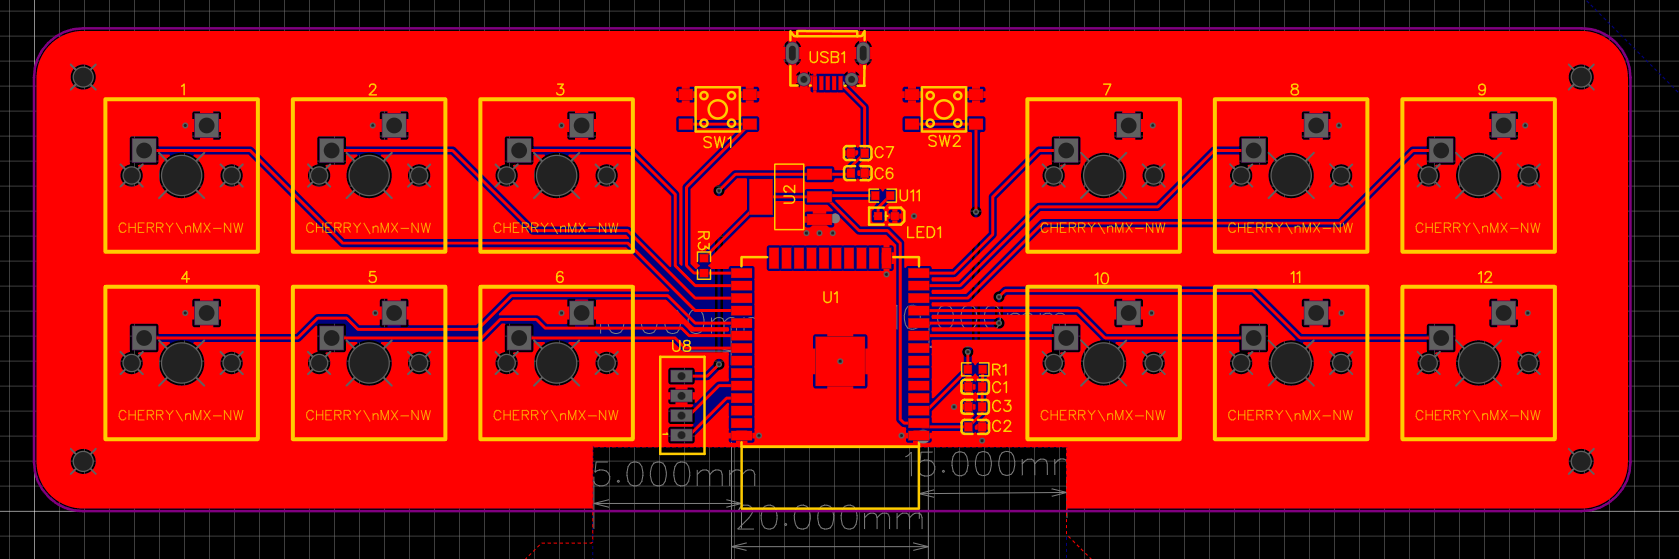 USB1
1
2
3
7
8
9
SW1
SW2
C7
C6
U2
U11
LED1
R3
CHERRY\nMX-NW
CHERRY\nMX-NW
CHERRY\nMX-NW
CHERRY\nMX-NW
CHERRY\nMX-NW
CHERRY\nMX-NW
4
5
6
10
11
12
U1
U8
R1
C1
C3
C2
CHERRY\nMX-NW
CHERRY\nMX-NW
CHERRY\nMX-NW
CHERRY\nMX-NW
CHERRY\nMX-NW
CHERRY\nMX-NW
5.000mm
15.000mm
20.000mm